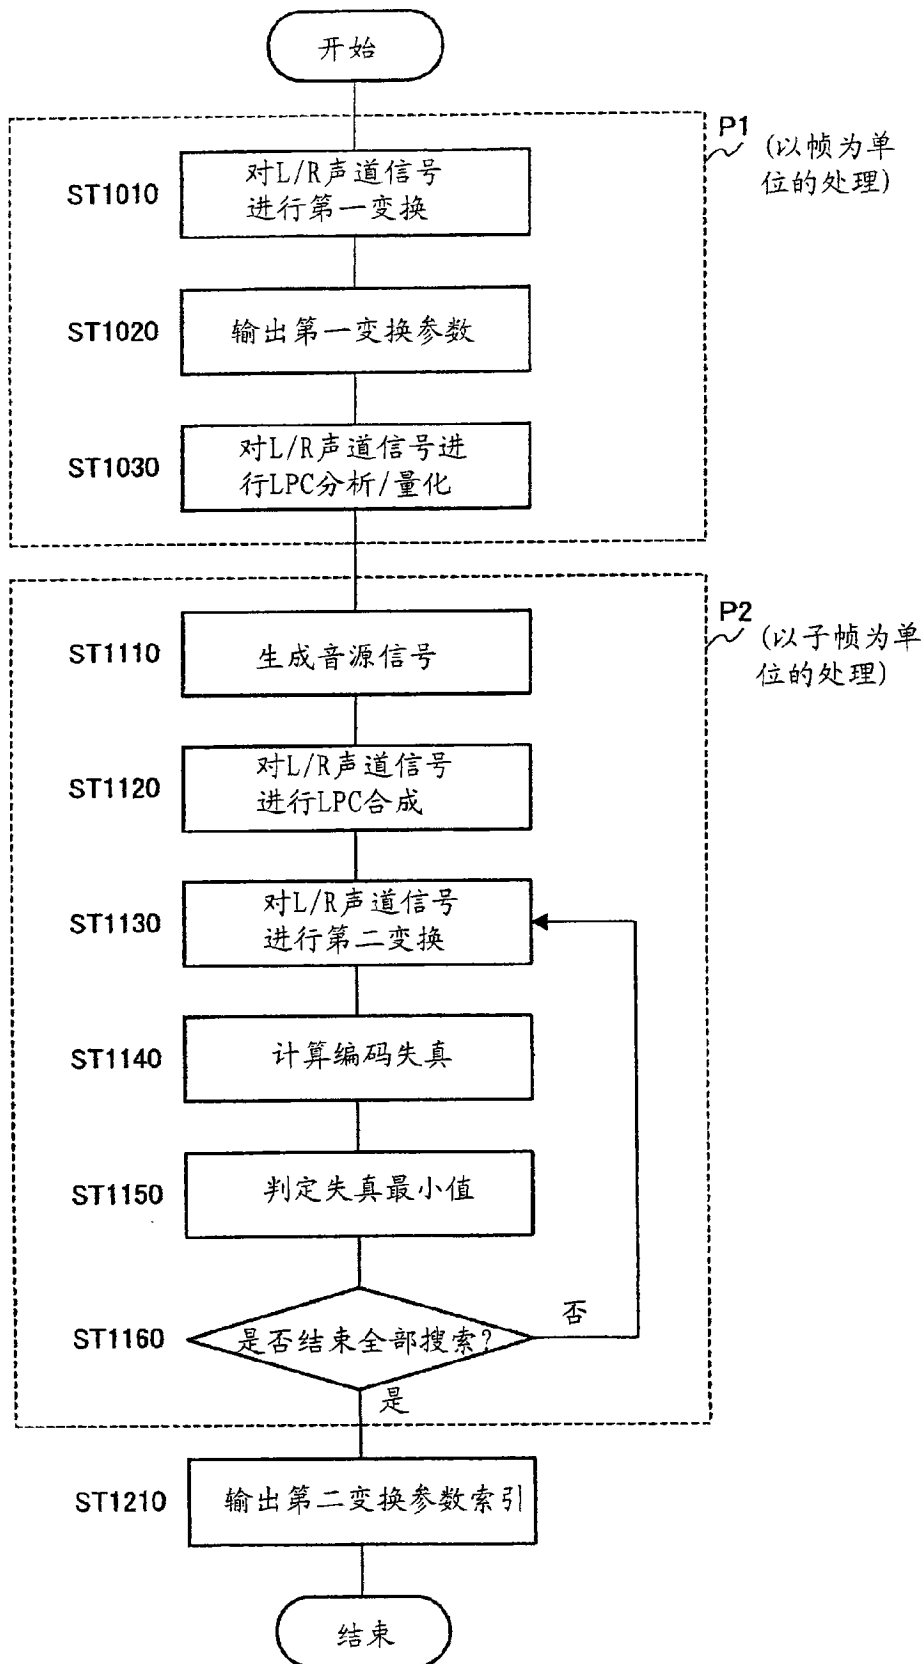 开始
P1
(以帧为单
位的处理)
ST1010
对L/R声道信号
进行第一变换
ST1020
输出第一变换参数
ST1030
对L/R声道信号进
行LPC分析/量化
P2
(以子帧为单
位的处理)
ST1110
生成音源信号
ST1120
对L/R声道信号
进行LPC合成
ST1130
对L/R声道信号
进行第二变换
ST1140
计算编码失真
ST1150
判定失真最小值
ST1160
是否结束全部搜索?
否
是
ST1210
输出第二变换参数索引
结束